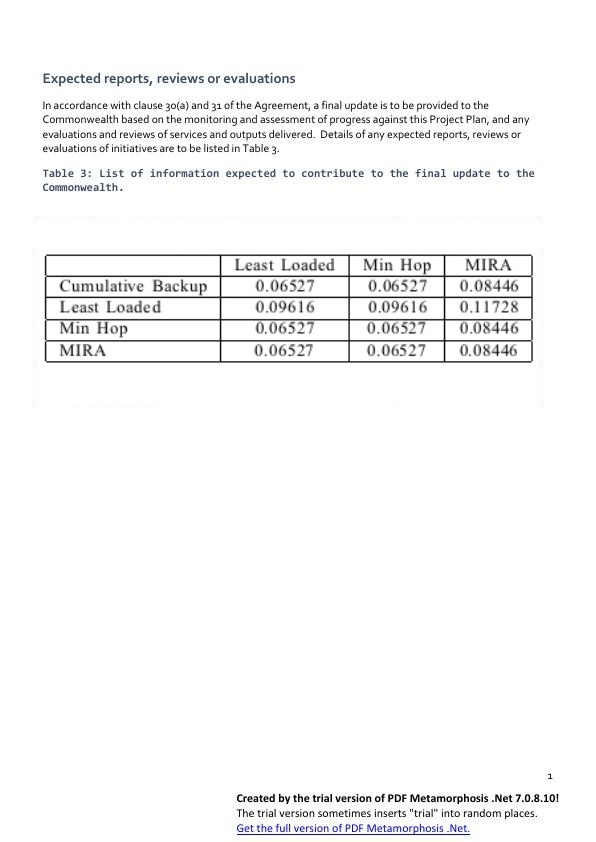 Expected reports, reviews or evaluations
In accordance with clause 30(a) and 31 of the Agreement, a final update is to be provided to the
Commonwealth based on the monitoring and assessment of progress against this Project Plan, and any
evaluations and reviews of services and outputs delivered.  Details of any expected reports, reviews or
evaluations of initiatives are to be listed in Table 3.
Table 3: List of information expected to contribute to the final update to the
Commonwealth.
Least Loaded Min Hop MIRA
Cumulative Backup 0.06527 0.06527 0.08446
Least Loaded 0.09616 0.09616 0.11728
Min Hop 0.06527 0.06527 0.08446
MIRA 0.06527 0.06527 0.08446
1
Created by the trial version of PDF Metamorphosis .Net 7.0.8.10!
The trial version sometimes inserts "trial" into random places.
Get the full version of PDF Metamorphosis .Net.